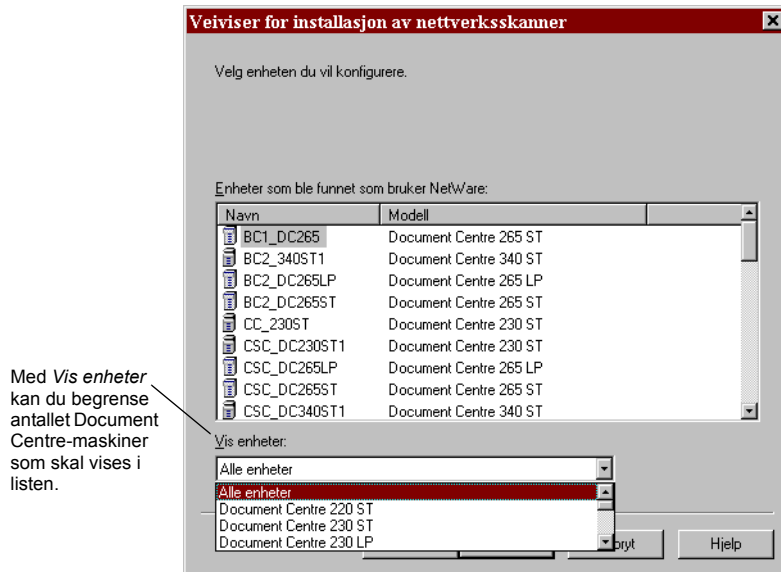 Veiviser for installasjon av nettverksskanner
Velg enheten du vil konfigurere.
Enheter som ble funnet som bruker NetWare:
Navn Modell
BC1_DC265 Document Centre 265 ST
BC2_340ST1 Document Centre 340 ST
BC2_DC265LP Document Centre 265 LP
BC2_DC265ST Document Centre 265 ST
CC_230ST Document Centre 230 ST
CSC_DC230ST1 Document Centre 230 ST
CSC_DC265LP Document Centre 265 LP
CSC_DC265ST Document Centre 265 ST
CSC_DC340ST1 Document Centre 340 ST
Med Vis enheter
kan du begrense
antallet Document
Centre-maskiner
som skal vises i
listen.
Vis enheter:
Alle enheter
Alle enheter
Document Centre 220 ST
Document Centre 230 ST
Document Centre 230 LP
Hjelp